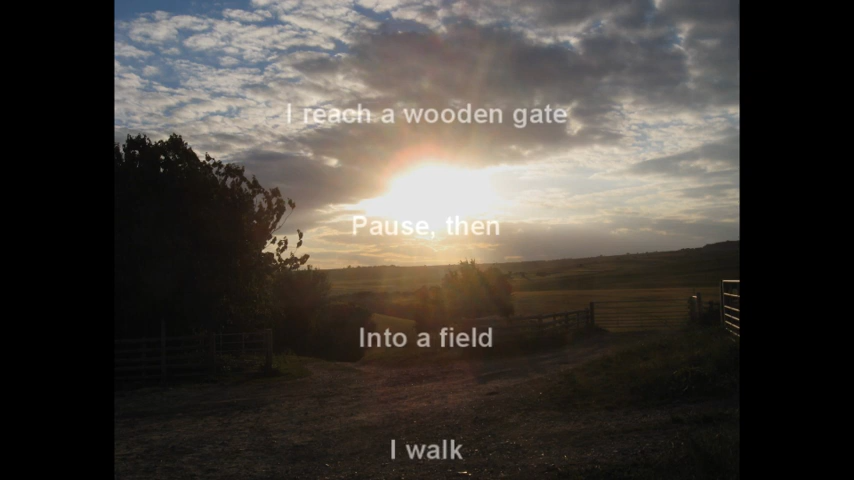 I reach a wooden gate
Pause, then
Into a field
I walk